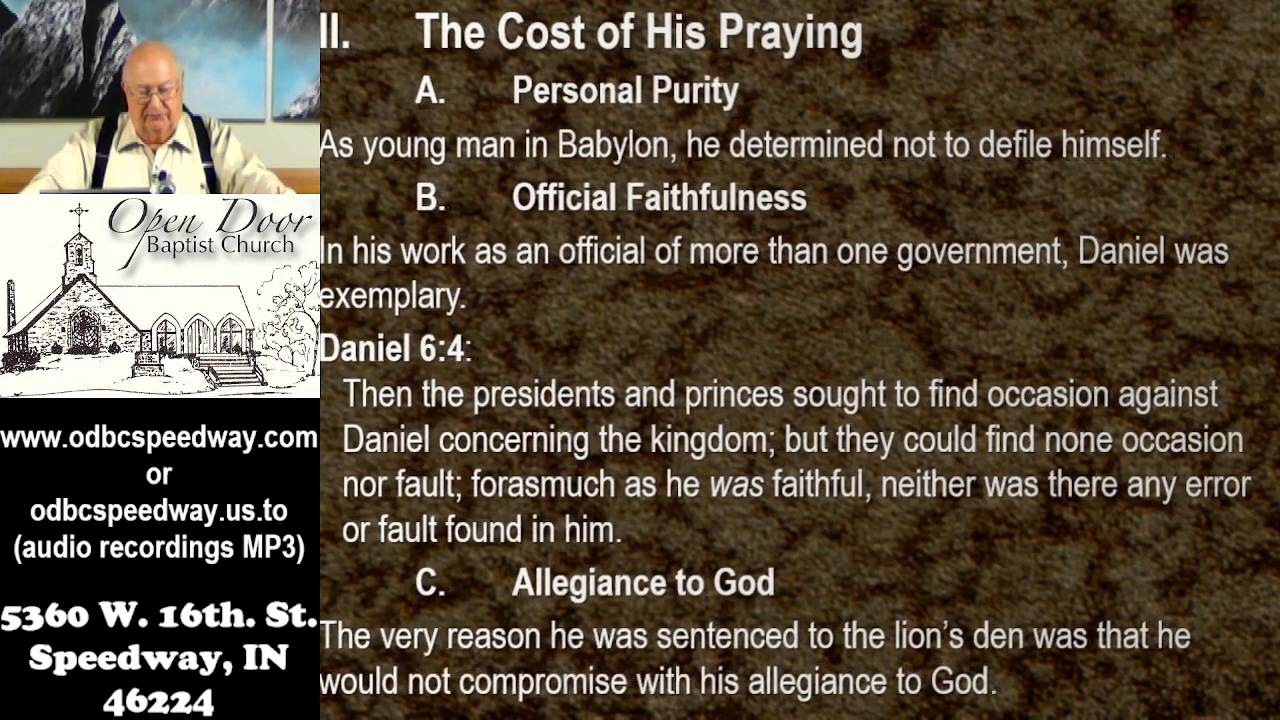 II. The Cost of His Praying
A. Personal Purity
As young man in Babylon, he determined not to defile himself.
B. Official Faithfulness
In his work as an official of more than one government, Daniel was
exemplary.
Daniel 6:4:
Then the presidents and princes sought to find occasion against
Daniel concerning the kingdom; but they could find none occasion
nor fault; forasmuch as he was faithful, neither was there any error
or fault found in him.
C. Allegiance to God
The very reason he was sentenced to the lion’s den was that he
would not compromise with his allegiance to God.
Open Door
Baptist Church
www.odbcspeedway.com
or
odbcspeedway.us.to
(audio recordings MP3)
5360 W. 16th. St.
Speedway, IN
46224